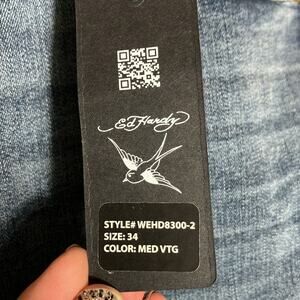 Ed Hardy
STYLE# WEHD8300-2
SIZE: 34
COLOR: MED VTG